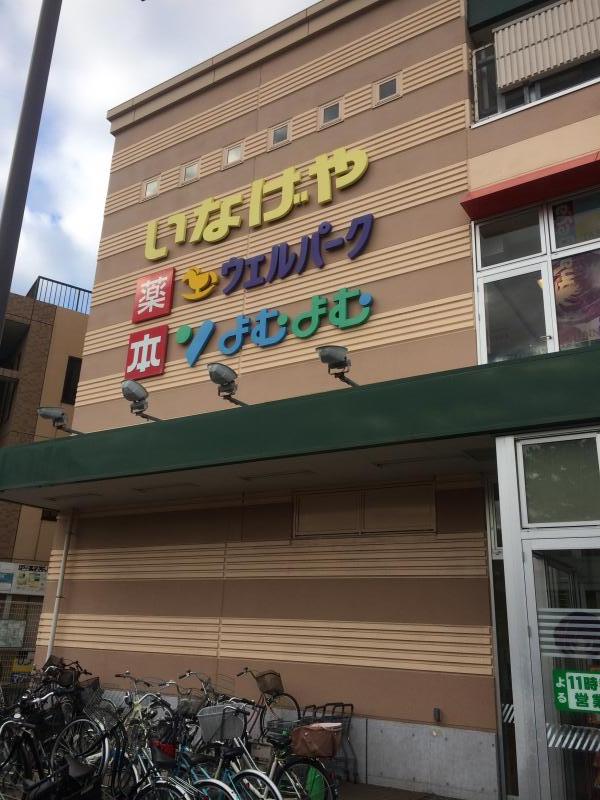 いなげや
薬 ウェルパーク
本 よむよむ
よる 11時
営業